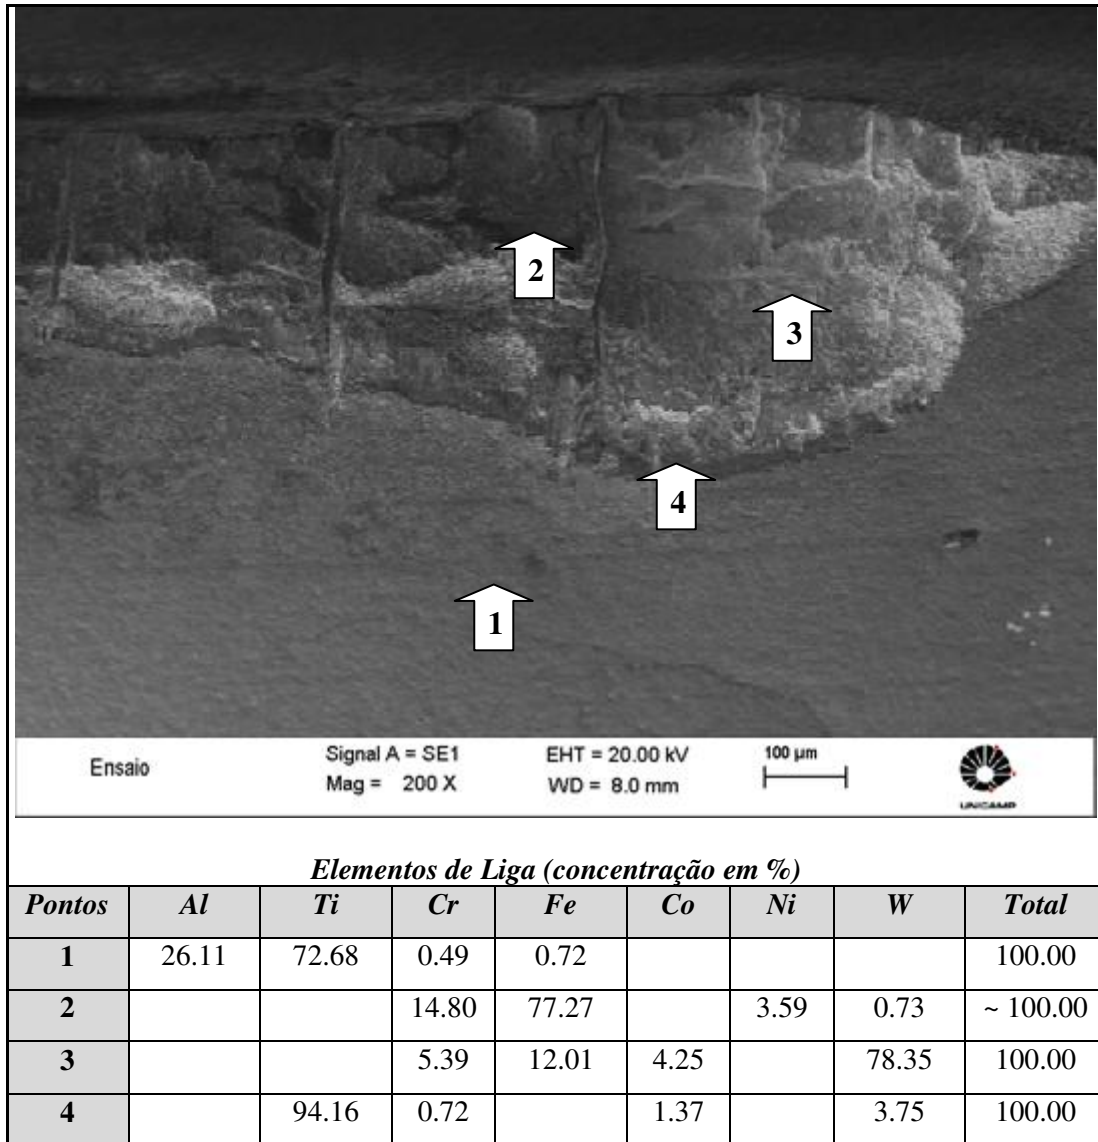 2
3
4
1
Ensaio
Signal A = SE1
EHT = 20.00 kV
100 µm
Mag = 200 X
WD = 8.0 mm
UNICAMP
Elementos de Liga (concentração em %)
Pontos Al Ti Cr Fe Co Ni W Total
1 26.11 72.68 0.49 0.72 100.00
2 14.80 77.27 3.59 0.73 ~ 100.00
3 5.39 12.01 4.25 78.35 100.00
4 94.16 0.72 1.37 3.75 100.00